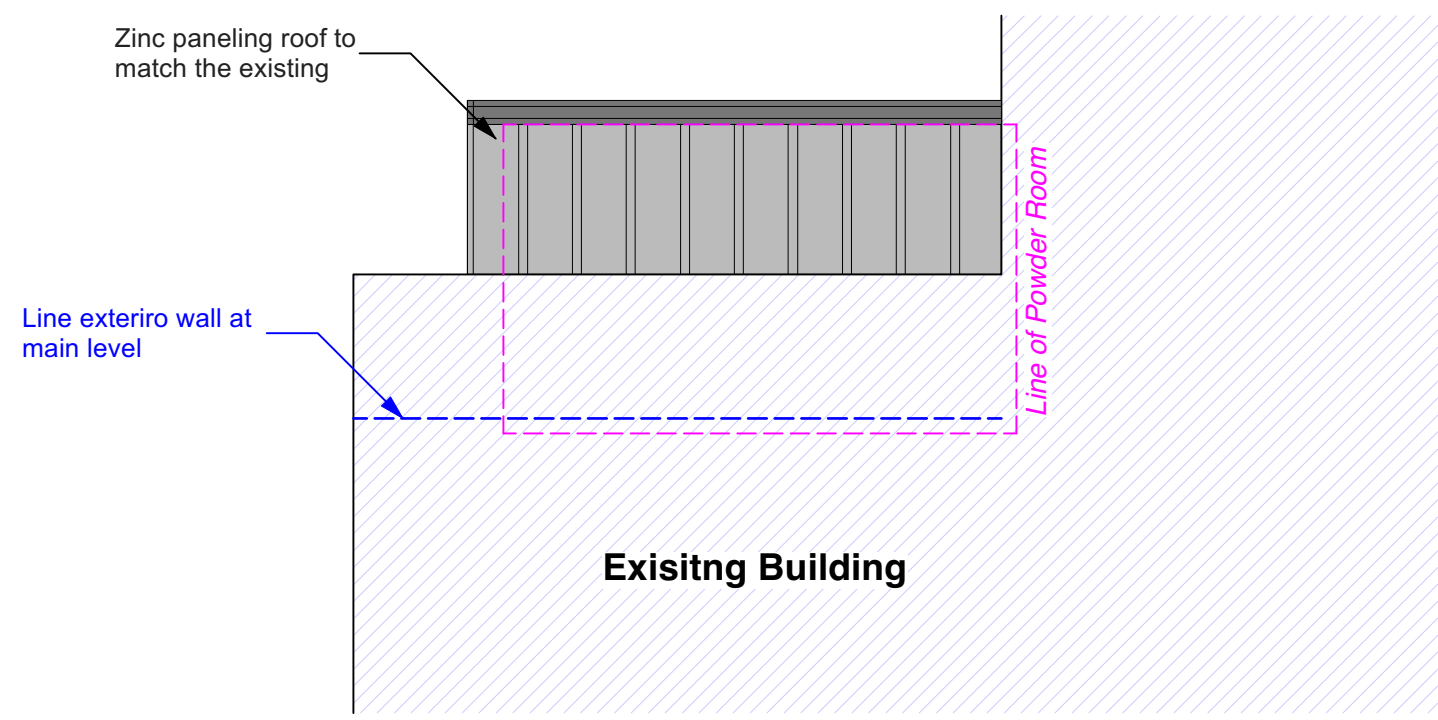 Zinc paneling roof to
match the existing
Line of Powder Room
Line exteriro wall at
main level
Exisitng Building